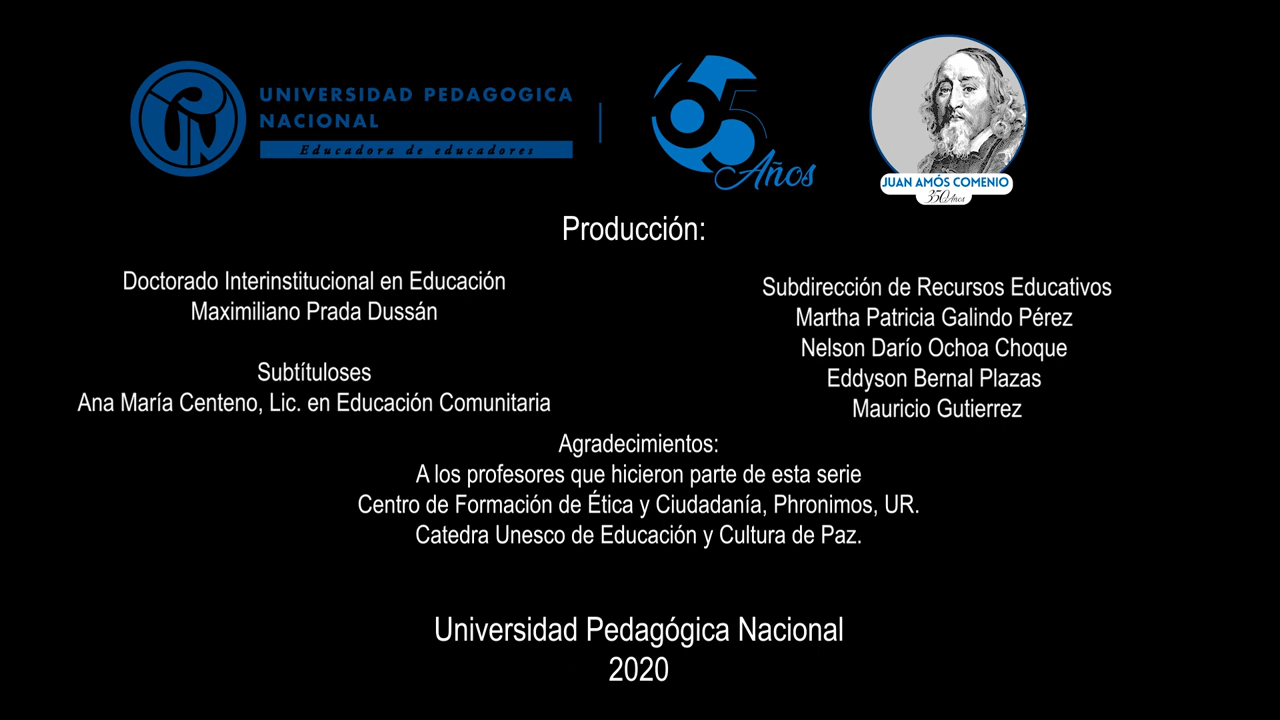 UNIVERSIDAD PEDAGOGICA
NACIONAL
Educadora de educadores
65
Años
JUAN AMÓS COMENIO
350 Años
Producción:
Doctorado Interinstitucional en Educación
Maximiliano Prada Dussán
Subtítuloses
Ana María Centeno, Lic. en Educación Comunitaria
Subdirección de Recursos Educativos
Martha Patricia Galindo Pérez
Nelson Darío Ochoa Choque
Eddyson Bernal Plazas
Mauricio Gutierrez
Agradecimientos:
A los profesores que hicieron parte de esta serie
Centro de Formación de Ética y Ciudadanía, Phronimos, UR.
Catedra Unesco de Educación y Cultura de Paz.
Universidad Pedagógica Nacional
2020